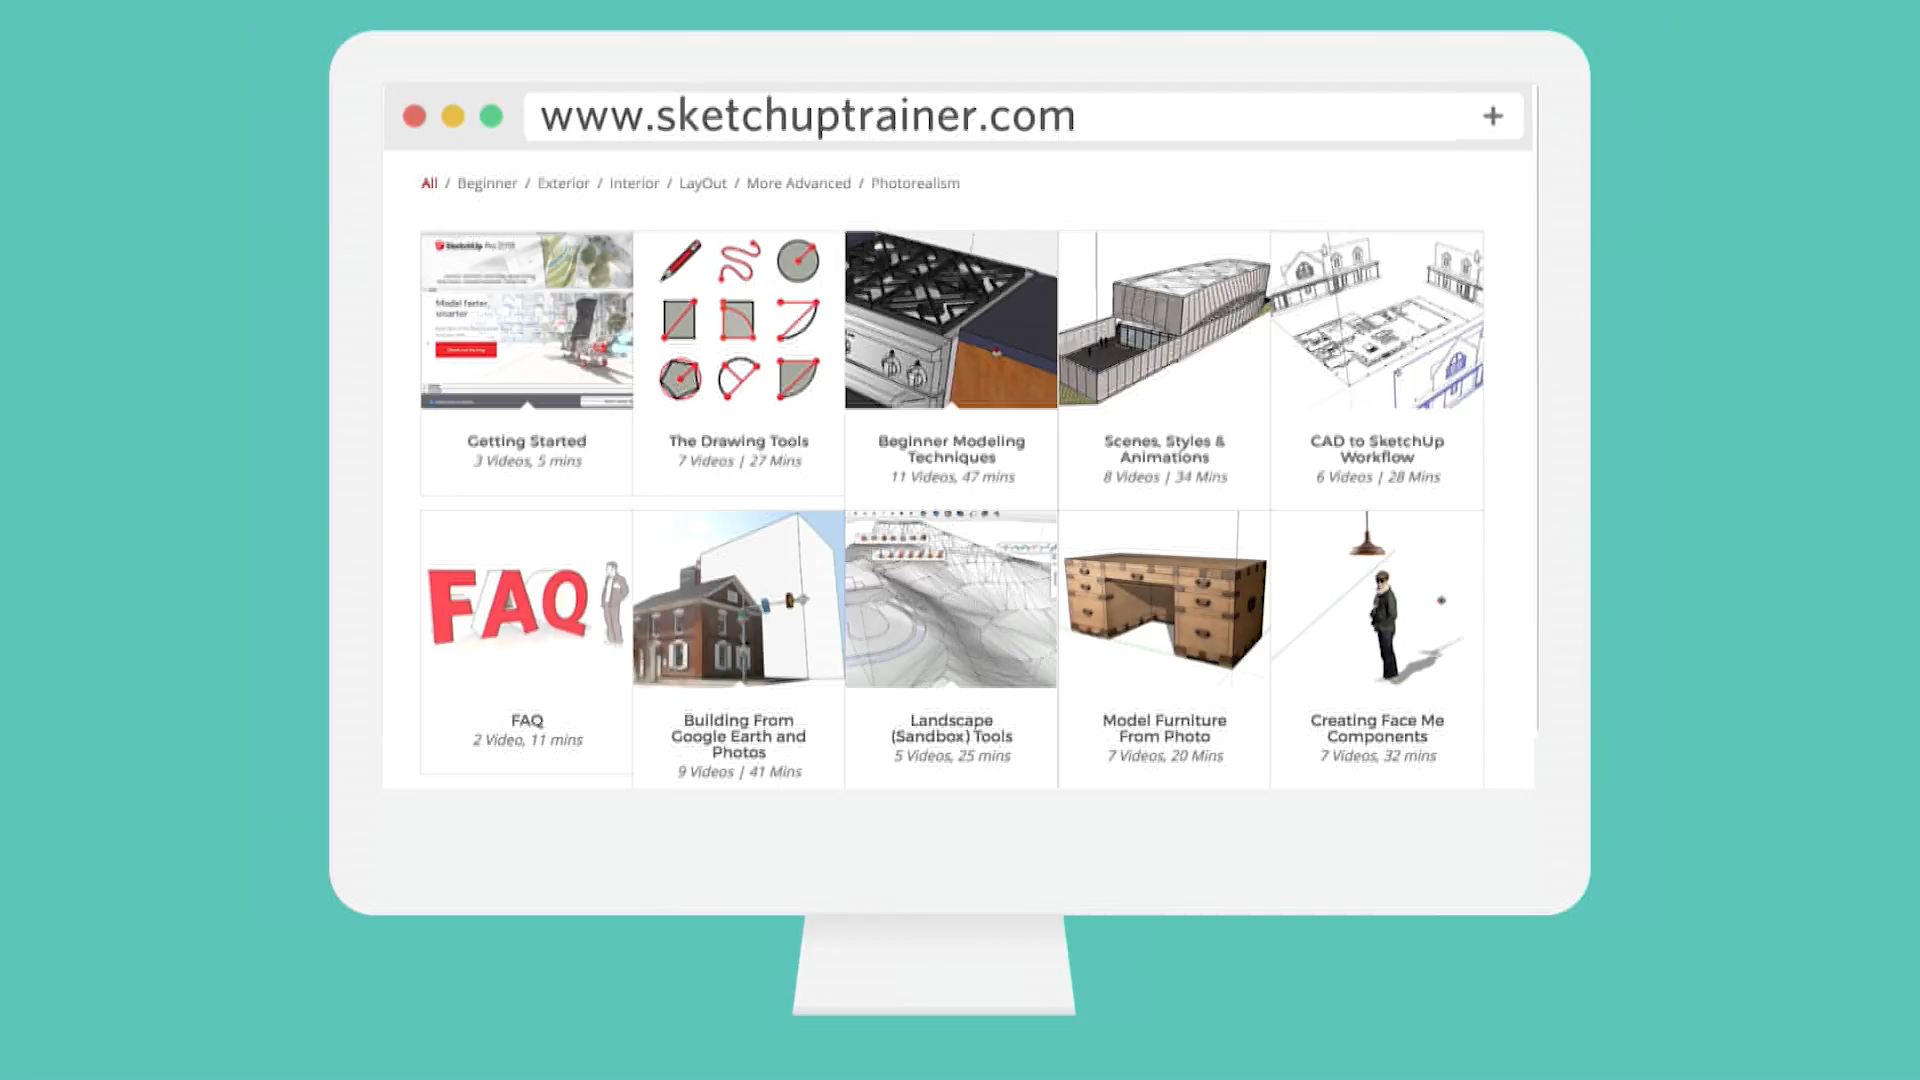 www.sketchuptrainer.com
All / Beginner / Exterior / Interior / LayOut / More Advanced / Photorealism
Model faster,
smarter
Getting Started
3 Videos, 5 mins
The Drawing Tools
7 Videos | 27 Mins
Beginner Modeling
Techniques
11 Videos, 47 mins
Scenes, Styles &
Animations
8 Videos | 34 Mins
CAD to SketchUp
Workflow
6 Videos | 28 Mins
FAQ
FAQ
2 Video, 11 mins
Building From
Google Earth and
Photos
9 Videos | 41 Mins
Landscape
(Sandbox) Tools
5 Videos, 25 mins
Model Furniture
From Photo
7 Videos, 20 Mins
Creating Face Me
Components
7 Videos, 32 mins